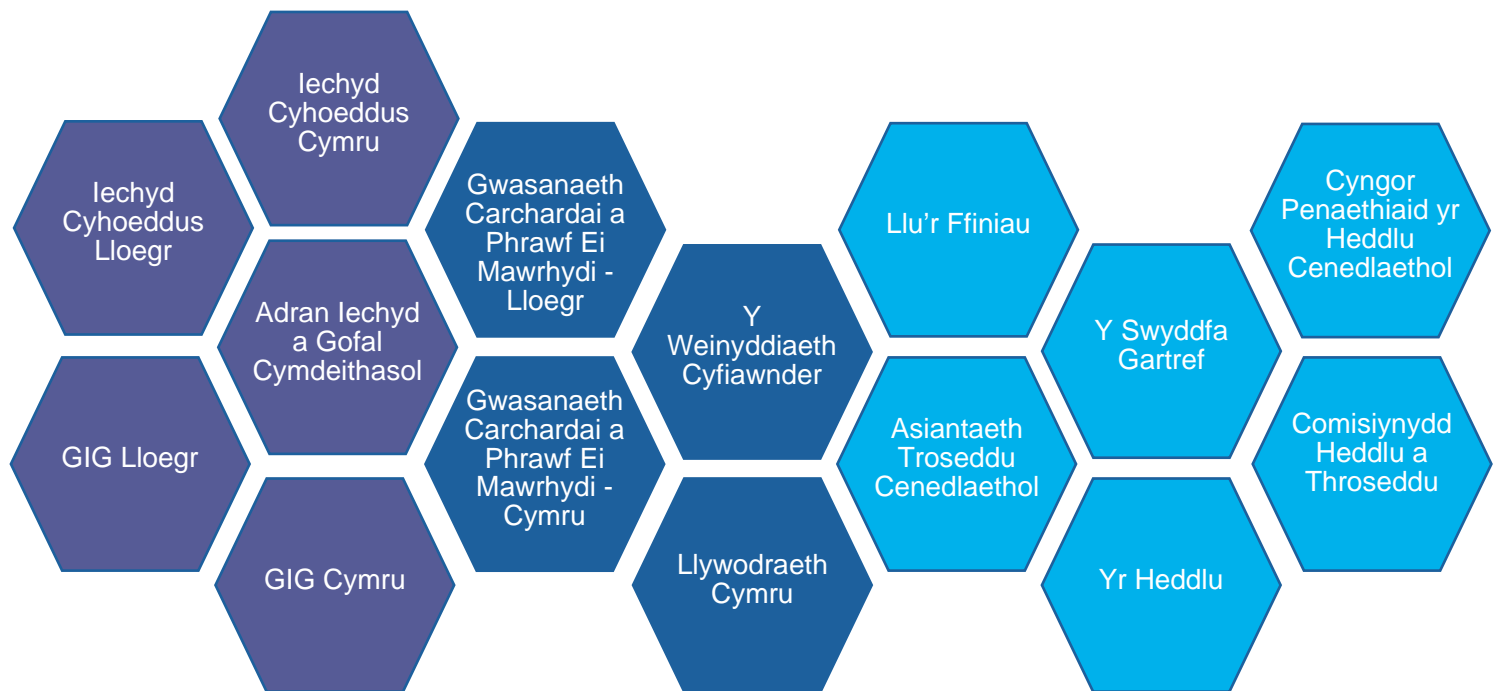 Iechyd
Cyhoeddus
Cymru
Iechyd
Cyhoeddus
Lloegr
Adran Iechyd
a Gofal
Cymdeithasol
GIG Lloegr
GIG Cymru
Gwasanaeth
Carchardai a
Phrawf Ei
Mawrhydi -
Lloegr
Gwasanaeth
Carchardai a
Phrawf Ei
Mawrhydi -
Cymru
Y
Weinyddiaeth
Cyfiawnder
Llywodraeth
Cymru
Llu'r Ffiniau
Asiantaeth
Troseddu
Cenedlaethol
Y Swyddfa
Gartref
Yr Heddlu
Cyngor
Penaethiaid yr
Heddlu
Cenedlaethol
Comisiynydd
Heddlu a
Throseddu